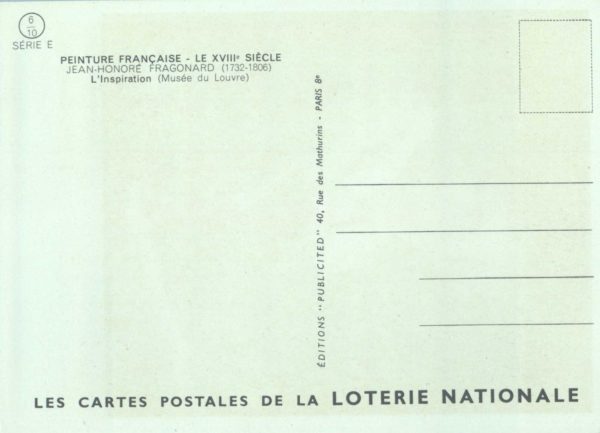 6
10
SÉRIE E
PEINTURE FRANÇAISE - LE XVIIIe SIÈCLE
JEAN-HONORÉ FRAGONARD (1732-1806)
L'Inspiration (Musée du Louvre)
ÉDITIONS "PUBLICITED" 40, Rue des Mathurins - PARIS 8e
LES CARTES POSTALES DE LA LOTERIE NATIONALE